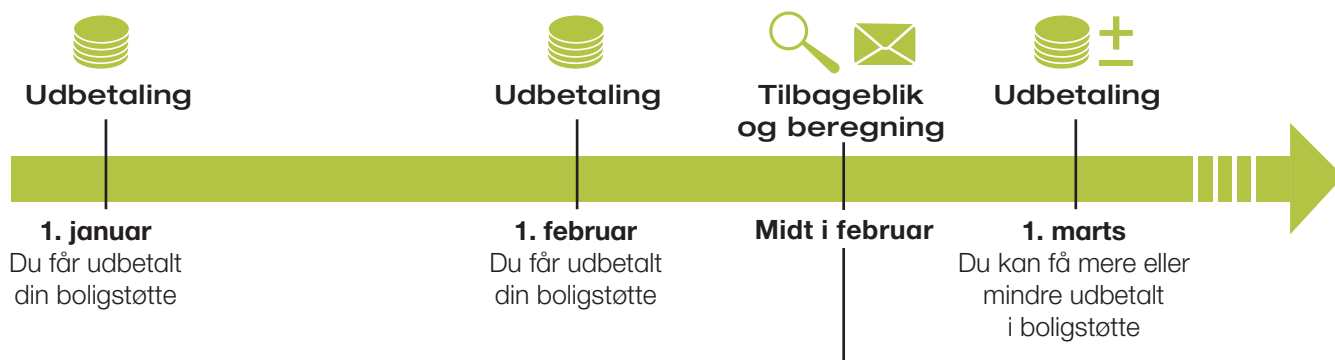 Udbetaling
1. januar
Du får udbetalt
din boligstøtte
Udbetaling
1. februar
Du får udbetalt
din boligstøtte
Tilbageblik
og beregning
Midt i februar
Udbetaling
1. marts
Du kan få mere eller
mindre udbetalt
i boligstøtte